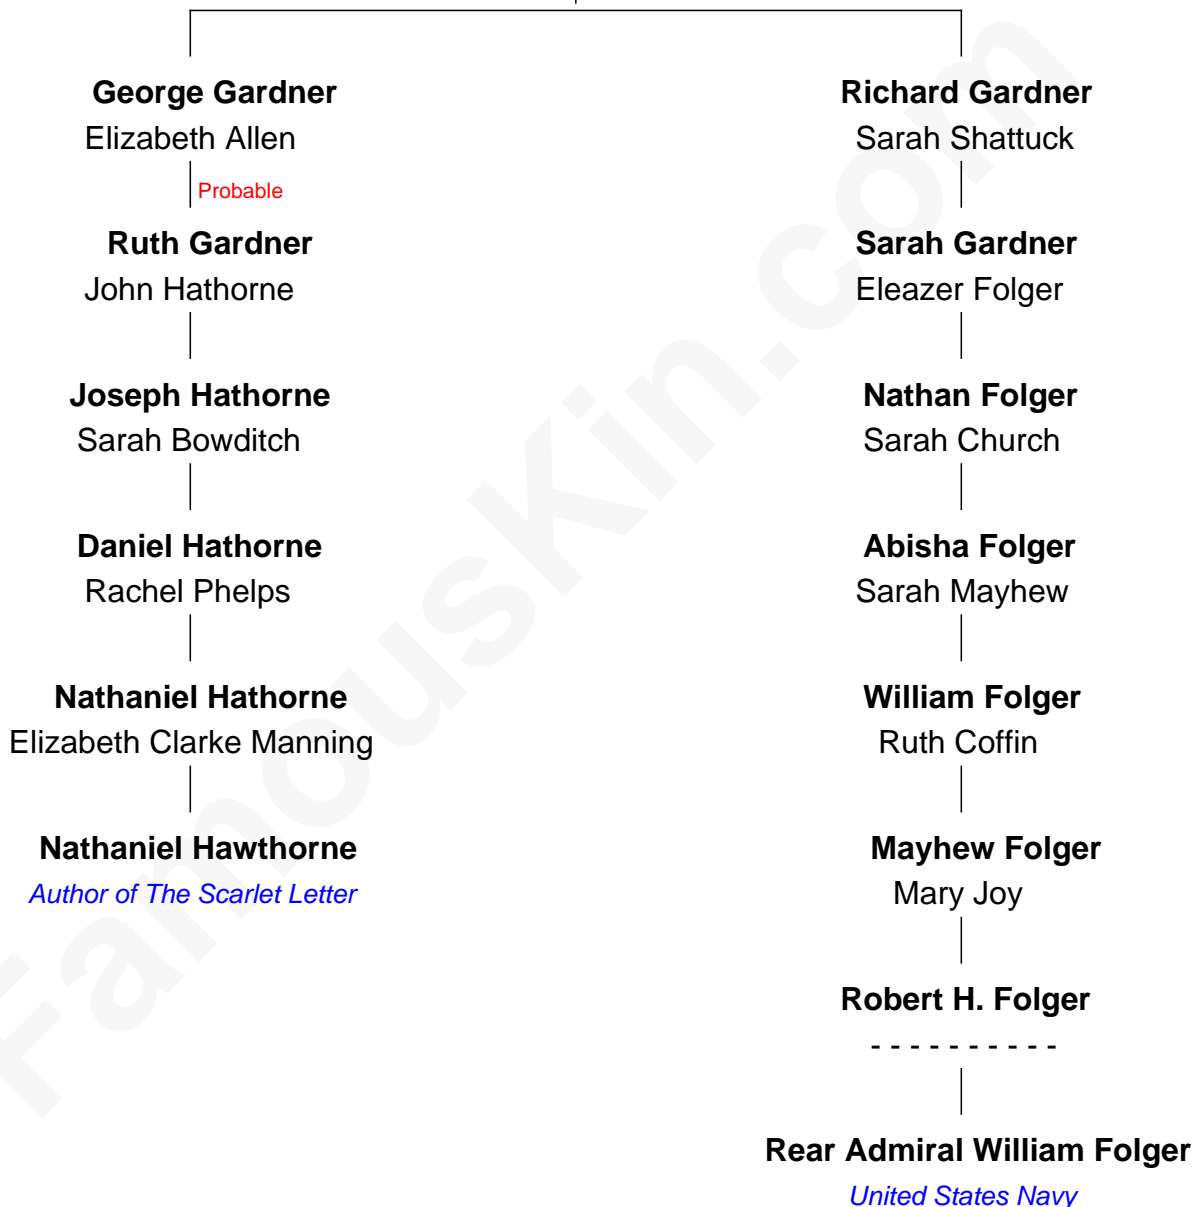 George Gardner
Elizabeth Allen
Probable
Ruth Gardner
John Hathorne
Joseph Hathorne
Sarah Bowditch
Daniel Hathorne
Rachel Phelps
Nathaniel Hathorne
Elizabeth Clarke Manning
Nathaniel Hawthorne
Author of The Scarlet Letter
Richard Gardner
Sarah Shattuck
Sarah Gardner
Eleazer Folger
Nathan Folger
Sarah Church
Abisha Folger
Sarah Mayhew
William Folger
Ruth Coffin
Mayhew Folger
Mary Joy
Robert H. Folger
- - - - - - - - - -
Rear Admiral William Folger
United States Navy
FamousKin.com